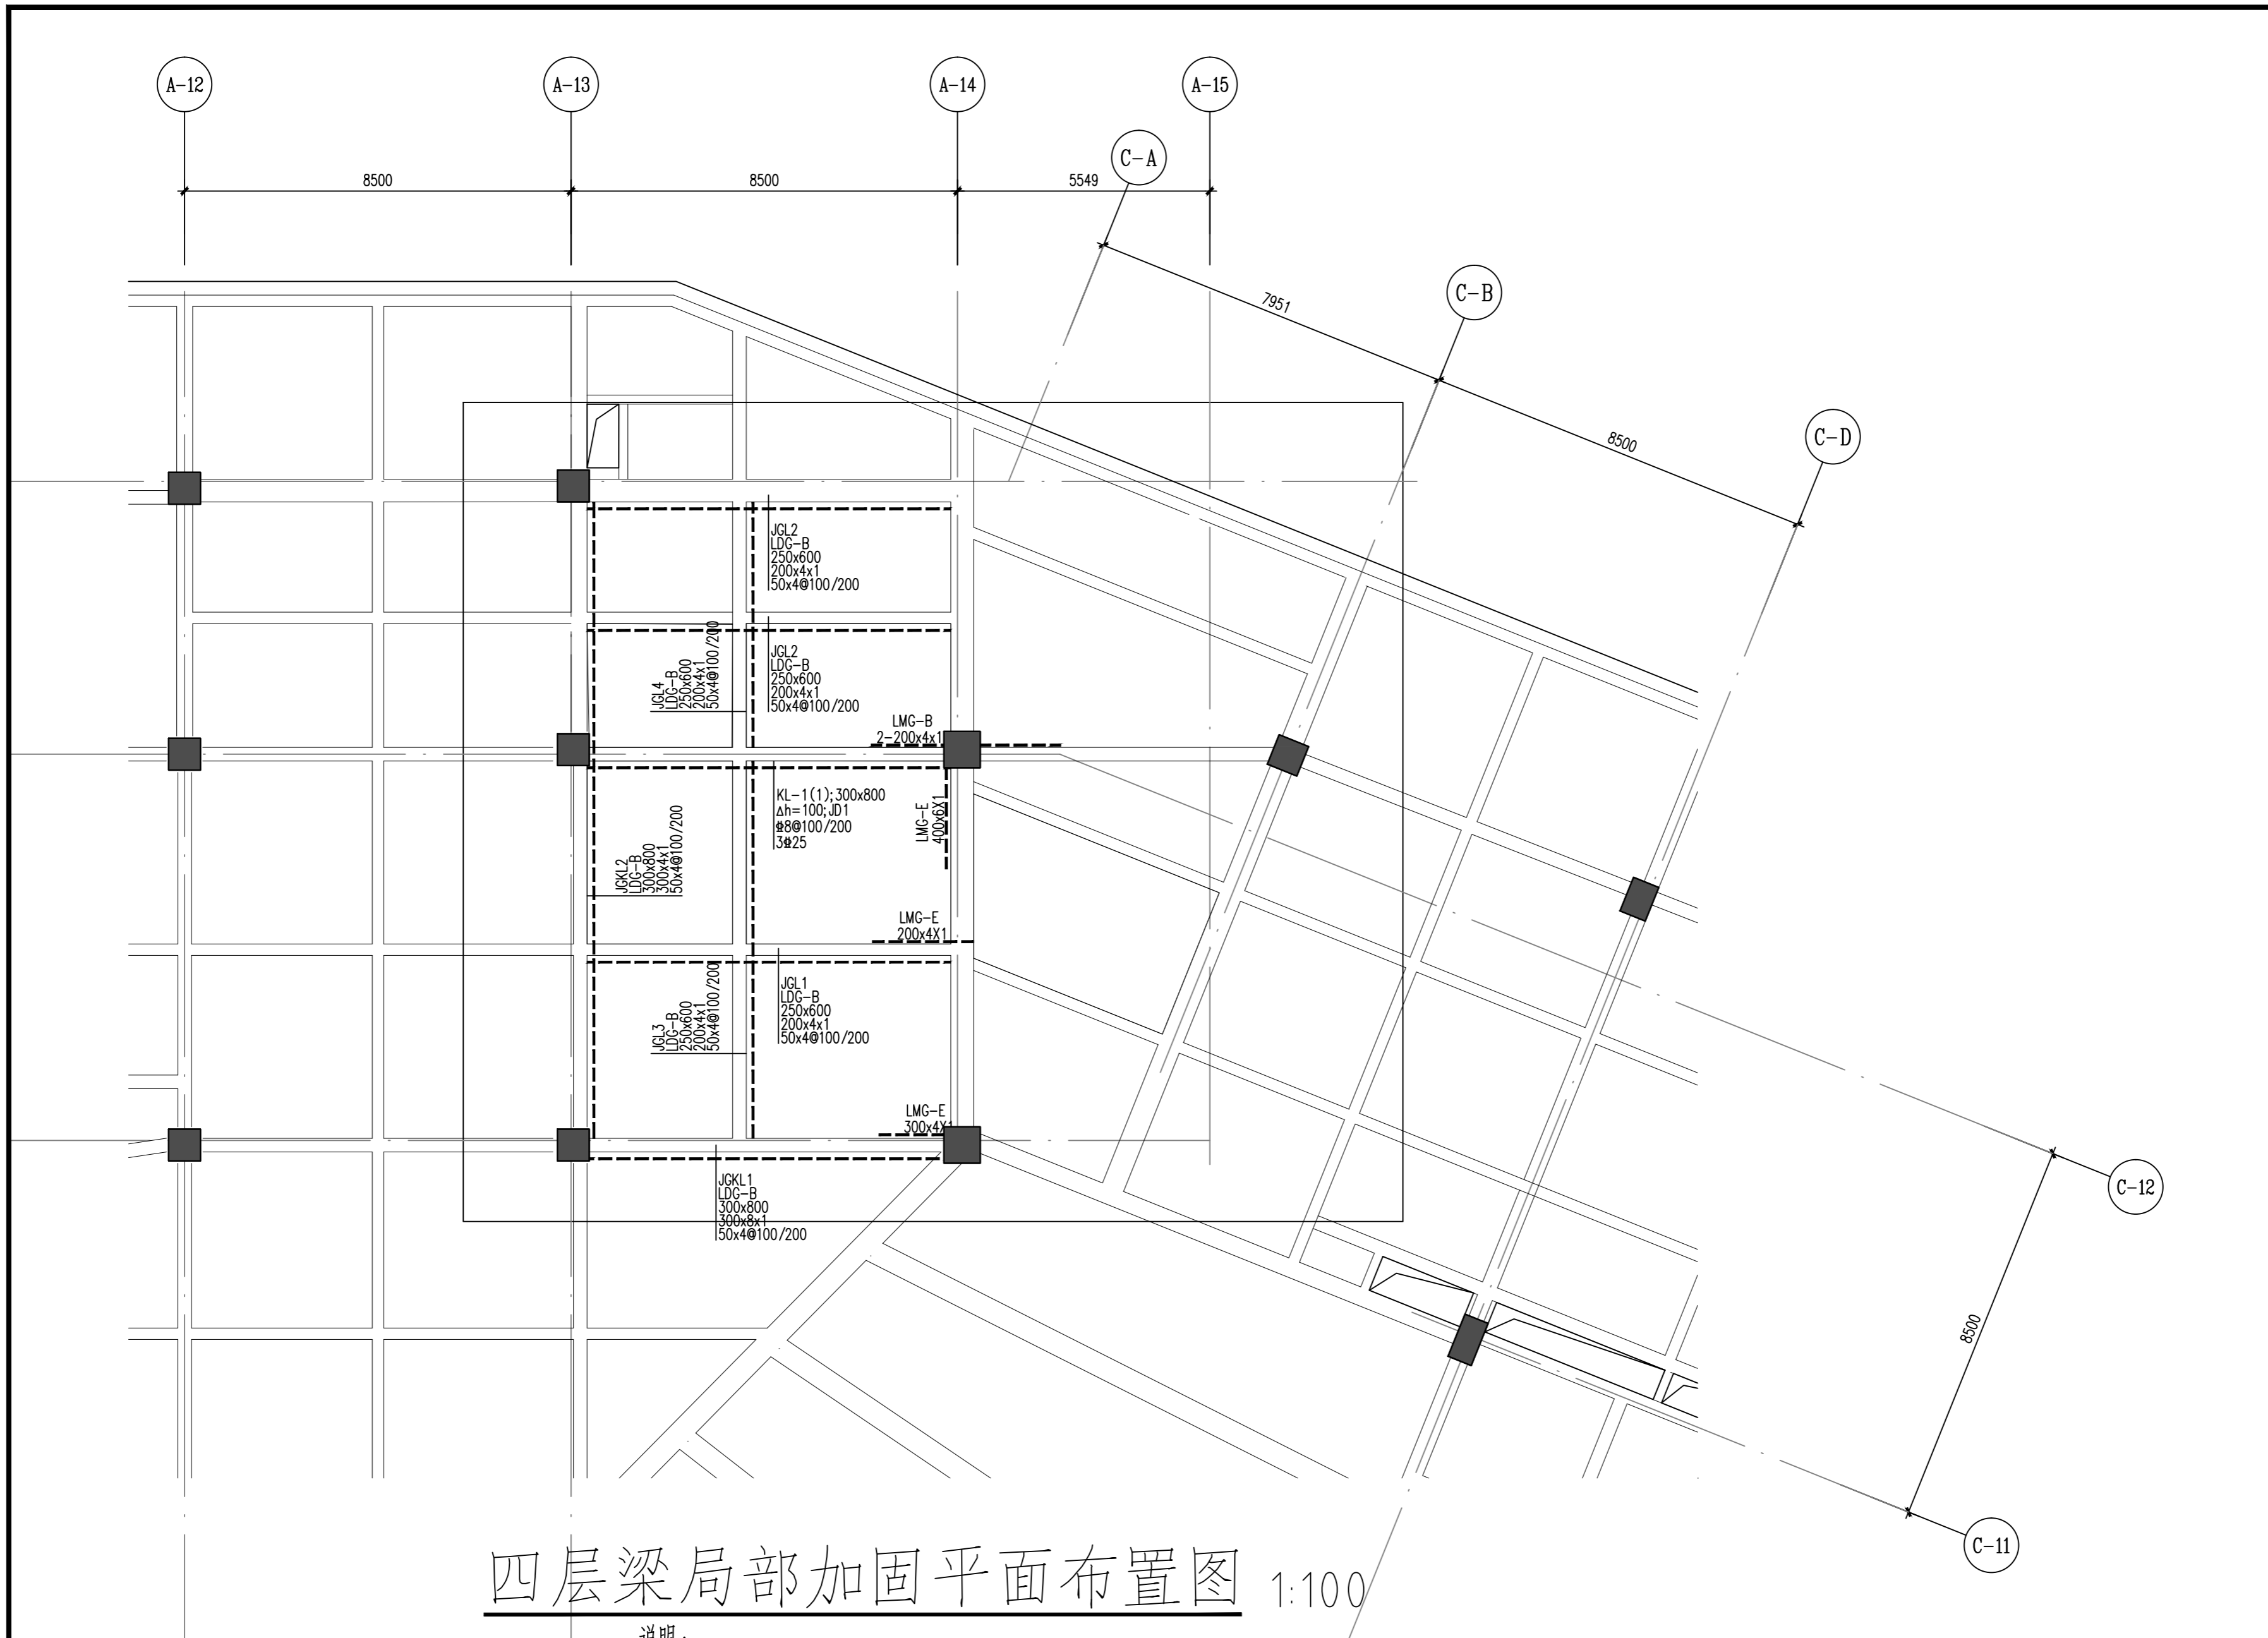 A-12
A-13
A-14
A-15
C-A
8500
8500
5549
C-B
7951
C-D
8500
JGL2
LDG-B
250x600
200x4x1
50x4@100/200
JGL4
LDG-B
250x600
200x4x1
50x4@100/200
JGL2
LDG-B
250x600
200x4x1
50x4@100/200
LMG-B
2-200x4x1
KL-1(1);300x800
Δh=100;JD1
8@100/200
3 25
LMG-E
400x6X1
JGKL2
LDG-B
300x800
300x4x1
50x4@100/200
LMG-E
200x4X1
JGL3
LDG-B
250x600
200x4x1
50x4@100/200
JGL1
LDG-B
250x600
200x4x1
50x4@100/200
LMG-E
300x4X1
JGKL1
LDG-B
300x800
300x8x1
50x4@100/200
C-12
8500
C-11
四层梁局部加固平面布置图 1:100
说明: